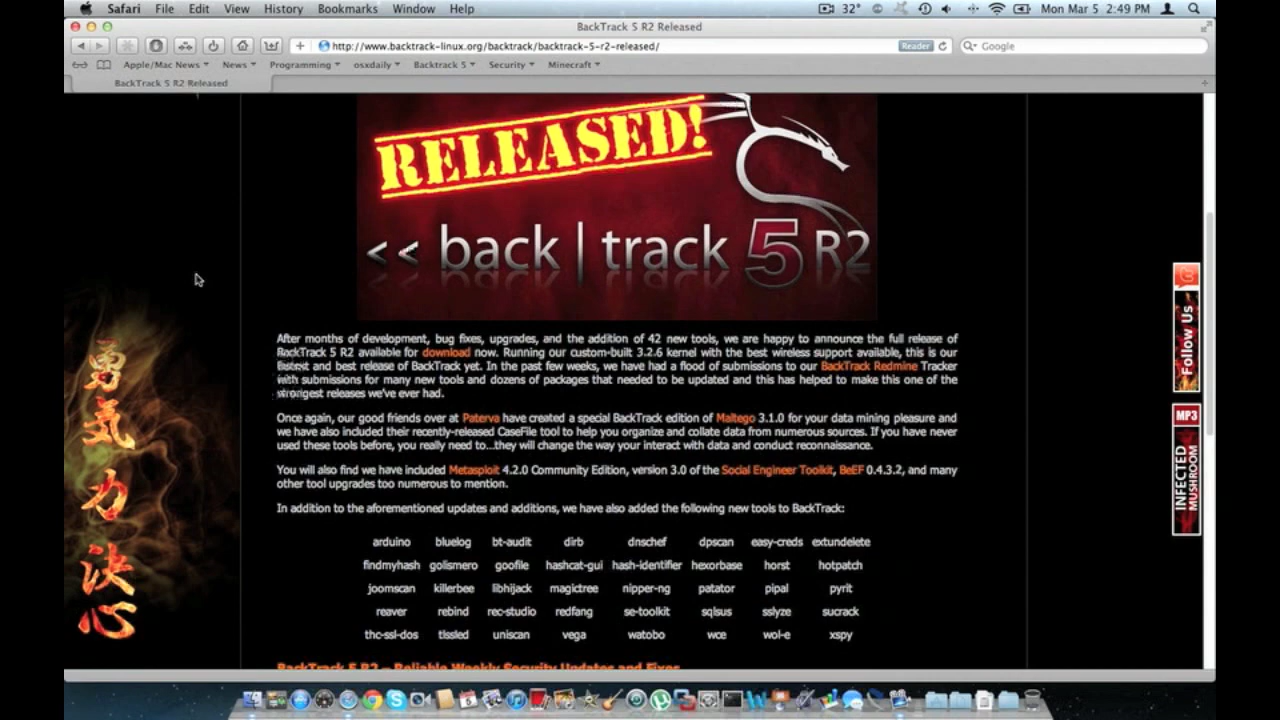 Safari File Edit View History Bookmarks Window Help
32° Mon Mar 5 2:49 PM
BackTrack 5 R2 Released
http://www.backtrack-linux.org/backtrack/backtrack-5-r2-released/
Reader
Google
Apple/Mac News News Programming osxdaily Backtrack 5 Security Minecraft
BackTrack 5 R2 Released
RELEASED!
<< back | track 5 R2
After months of development, bug fixes, upgrades, and the addition of 42 new tools, we are happy to announce the full release of
BackTrack 5 R2 available for download now. Running our custom-built 3.2.6 kernel with the best wireless support available, this is our
fastest and best release of BackTrack yet. In the past few weeks, we have had a flood of submissions to our BackTrack Redmine Tracker
with submissions for many new tools and dozens of packages that needed to be updated and this has helped to make this one of the
strongest releases we've ever had.
Once again, our good friends over at Paterva have created a special BackTrack edition of Maltego 3.1.0 for your data mining pleasure and
we have also included their recently-released CaseFile tool to help you organize and collate data from numerous sources. If you have never
used these tools before, you really need to...they will change the way your interact with data and conduct reconnaissance.
You will also find we have included Metasploit 4.2.0 Community Edition, version 3.0 of the Social Engineer Toolkit, BeEF 0.4.3.2, and many
other tool upgrades too numerous to mention.
In addition to the aforementioned updates and additions, we have also added the following new tools to BackTrack:
arduino bluelog bt-audit dirb dnschef dpscan easy-creds extundelete
findmyhash golismero goofile hashcat-gui hash-identifier hexorbase horst hotpatch
joomscan killerbee libhijack magictree nipper-ng patator pipal pyrit
reaver rebind rec-studio redfang se-toolkit sqlsus sslyze sucrack
thc-ssl-dos tlssled uniscan vega watobo wce wol-e xspy
BackTrack 5 R2 – Reliable Weekly Security Updates and Fixes
勇
気
力
決
心
Follow Us
MP3
INFECTED
MUSHROOM